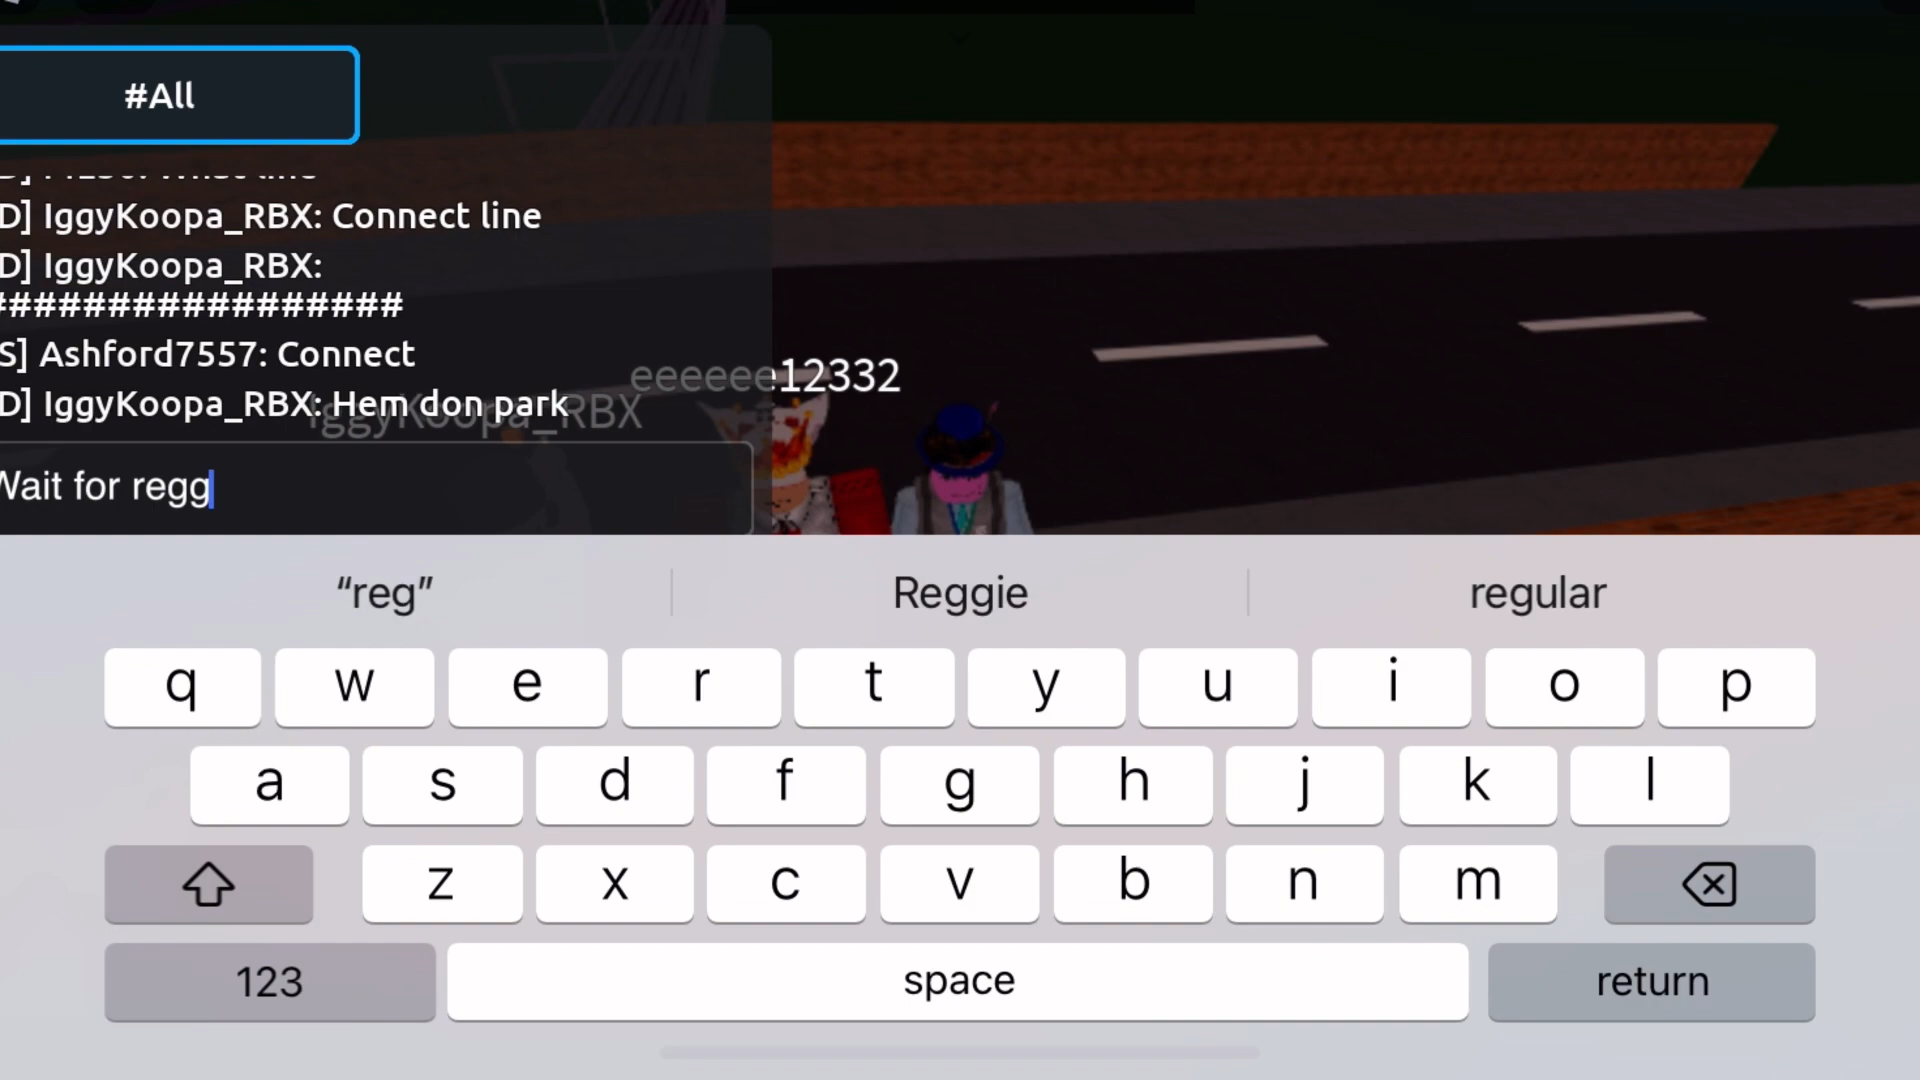 #All
D] IggyKoopa_RBX: Connect line
D] IggyKoopa_RBX:
#################
S] Ashford7557: Connect
D] IggyKoopa_RBX: Hem don park
eeeeeee12332
IggyKoopa_RBX
Wait for regg
“reg” Reggie regular
q w e r t y u i o p
a s d f g h j k l
z x c v b n m
123 space return